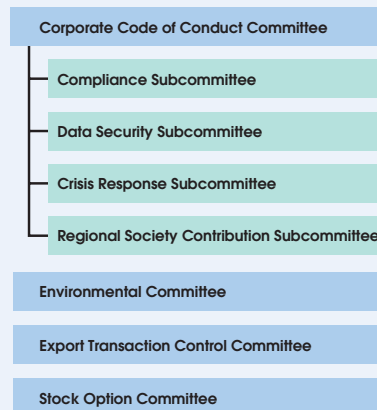 Corporate Code of Conduct Committee
Compliance Subcommittee
Data Security Subcommittee
Crisis Response Subcommittee
Regional Society Contribution Subcommittee
Environmental Committee
Export Transaction Control Committee
Stock Option Committee